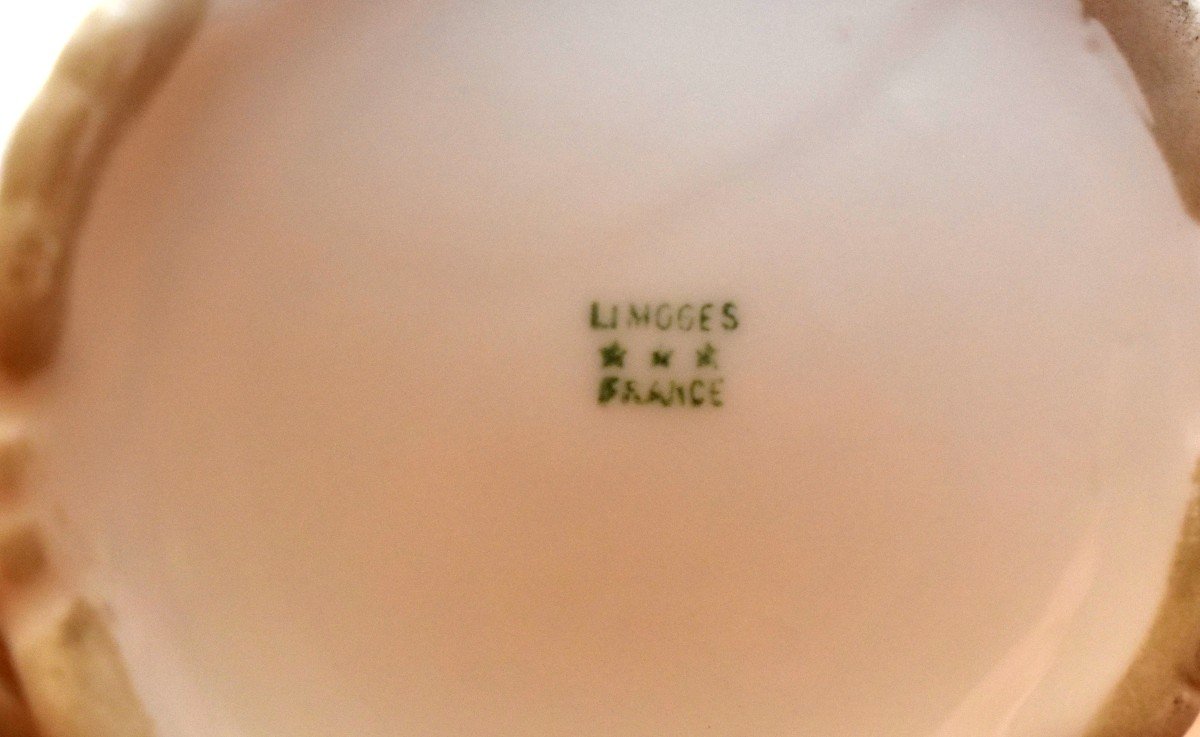 LIMOGES
★ ★ ★
FRANCE